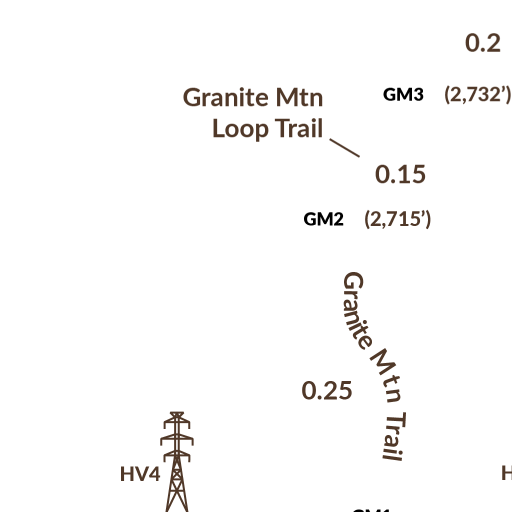 0.2
Granite Mtn
Loop Trail
GM3 (2,732’)
0.15
GM2 (2,715’)
Granite Mtn Trail
0.25
HV4